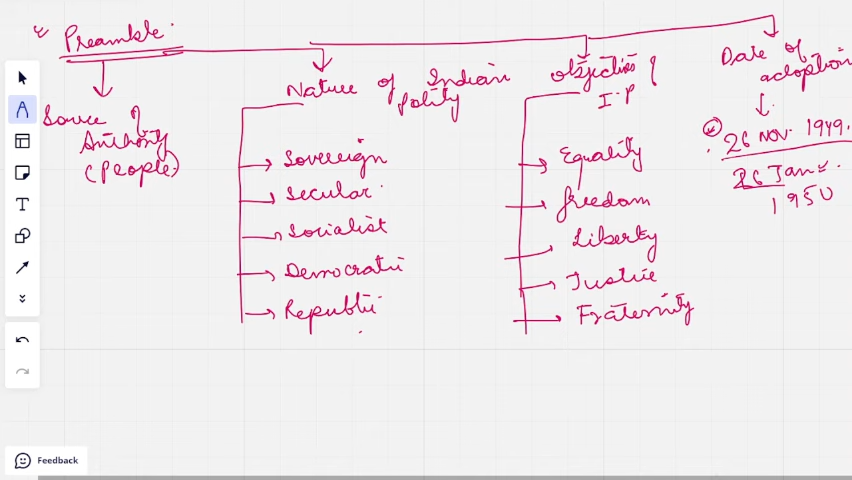 Preamble.
Source of
Anthority
(People)
Nature of Indian
Polity
Sovereign
Secular
Socialist
Democratic
Republic
objectives of
I-P
Equality
freedom
Liberty
Justice
Fraternity
Date of
adoption
26 NOV. 1949.
26 Jan
1950
T
Feedback